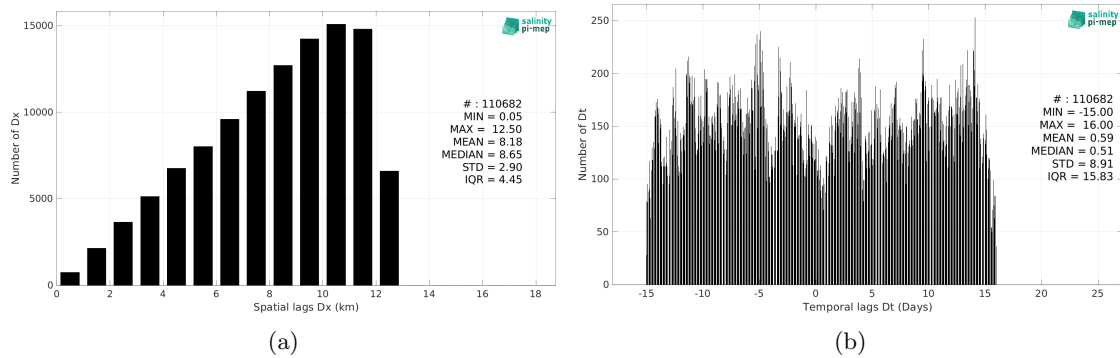 salinity
pi-mep
15000
10000
5000
0
Number of Dx
# : 110682
MIN = 0.05
MAX = 12.50
MEAN = 8.18
MEDIAN = 8.65
STD = 2.90
IQR = 4.45
0 2 4 6 8 10 12 14 16 18
Spatial lags Dx (km)
(a)
salinity
pi-mep
250
200
150
100
50
0
Number of Dt
# : 110682
MIN = -15.00
MAX = 16.00
MEAN = 0.59
MEDIAN = 0.51
STD = 8.91
IQR = 15.83
-15 -10 -5 0 5 10 15 20 25
Temporal lags Dt (Days)
(b)